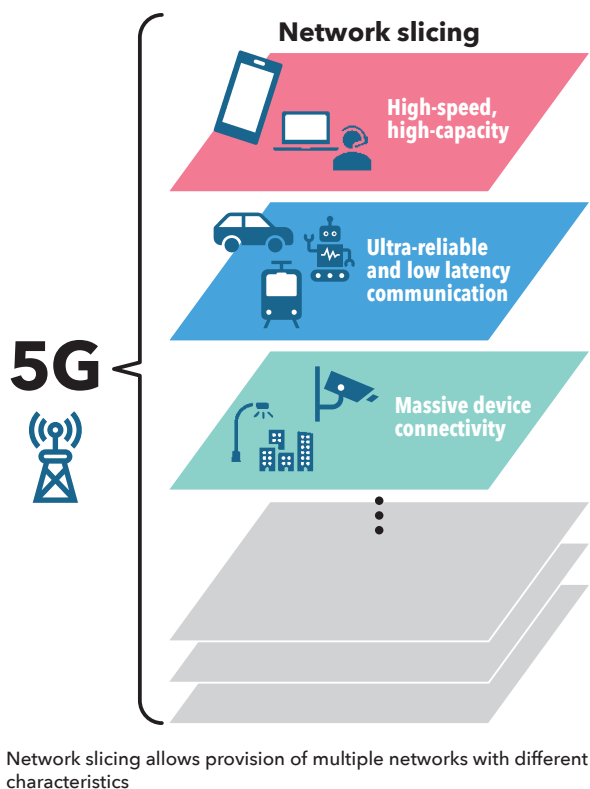 Network slicing
High-speed,
high-capacity
Ultra-reliable
and low latency
communication
5G
Massive device
connectivity
Network slicing allows provision of multiple networks with different
characteristics